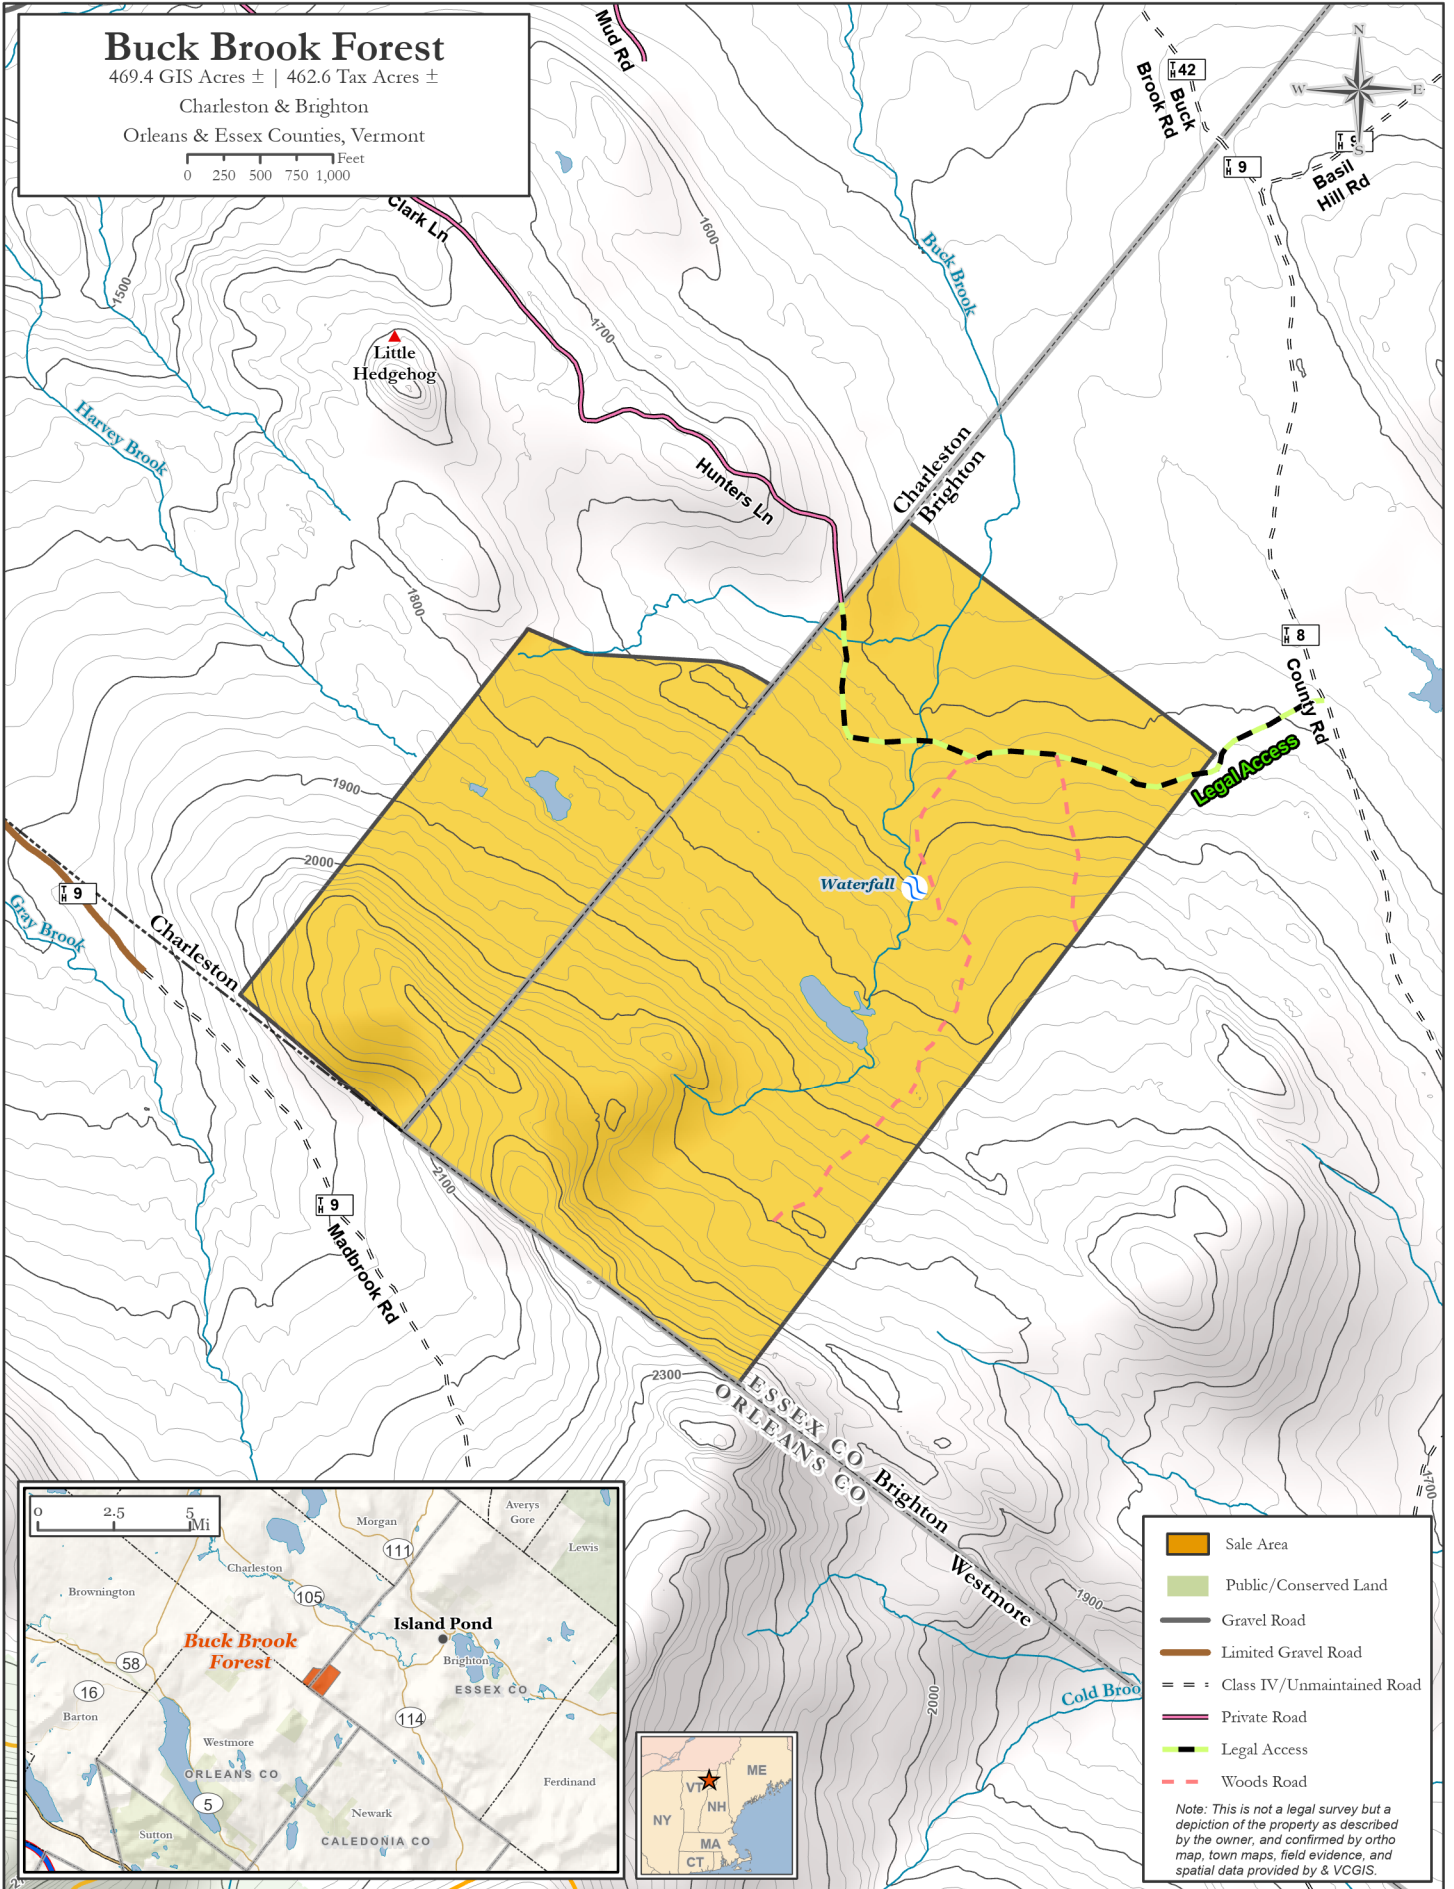 Buck Brook Forest
469.4 GIS Acres ± | 462.6 Tax Acres ±
Charleston & Brighton
Orleans & Essex Counties, Vermont
Feet
0 250 500 750 1,000
Mud Rd
TH 42
Buck
Brook Rd
N
W E
S
TH 9
TH 9
Basil
Hill Rd
Clark Ln
1600
Buck Brook
1500
1700
Little
Hedgehog
Harvey Brook
Hunters Ln
Charleston
Brighton
1800
TH 8
County Rd
Legal Access
1900
2000
Waterfall
TH 9
Gray Brook
Charleston
2100
TH 9
Madbrook Rd
2300
ESSEX CO
ORLEANS CO
Brighton
Westmore
1700
1900
2000
Cold Broo
0 2.5 5
Mi
Averys
Gore
Morgan
111
Lewis
Charleston
Brownington
105
Island Pond
Buck Brook
Forest
58
Brighton
ESSEX CO
16
Barton
114
Westmore
ORLEANS CO
Ferdinand
5
Newark
Sutton
CALEDONIA CO
ME
VT
NH
NY
MA
CT
Sale Area
Public/Conserved Land
Gravel Road
Limited Gravel Road
Class IV/Unmaintained Road
Private Road
Legal Access
Woods Road
Note: This is not a legal survey but a
depiction of the property as described
by the owner, and confirmed by ortho
map, town maps, field evidence, and
spatial data provided by & VCGIS.